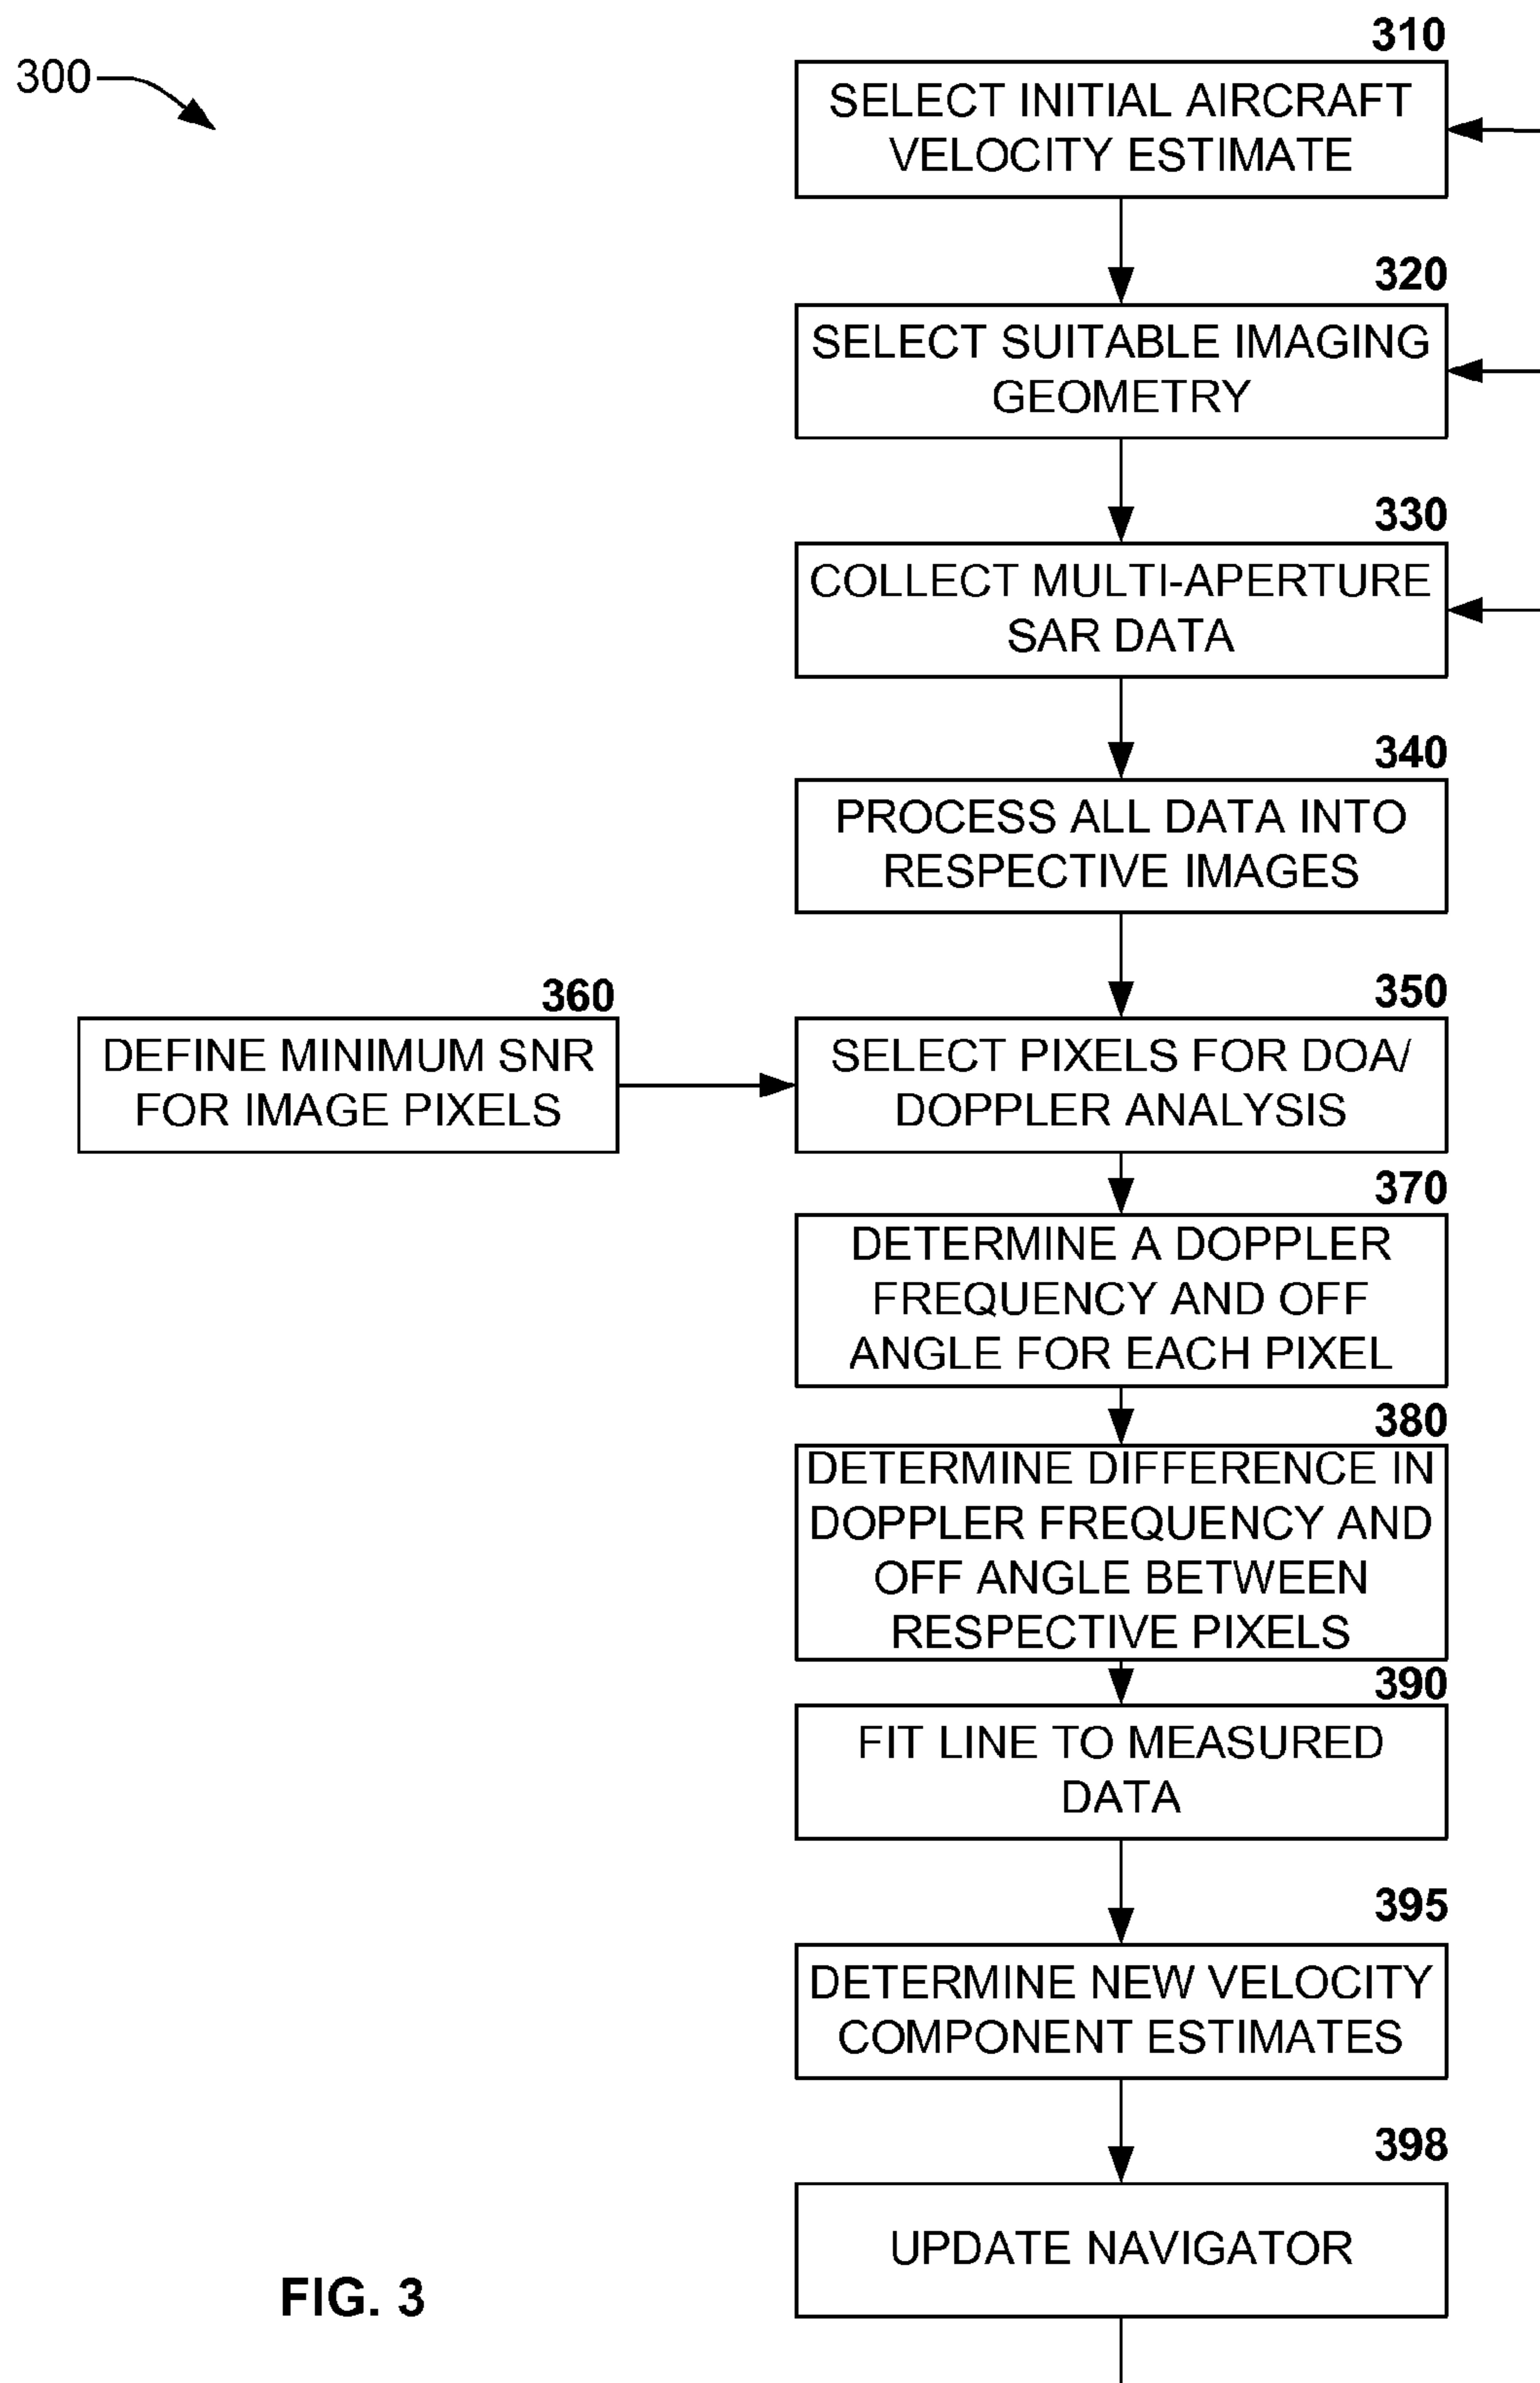 300
310
SELECT INITIAL AIRCRAFT
VELOCITY ESTIMATE
320
SELECT SUITABLE IMAGING
GEOMETRY
330
COLLECT MULTI-APERTURE
SAR DATA
340
PROCESS ALL DATA INTO
RESPECTIVE IMAGES
360
DEFINE MINIMUM SNR
FOR IMAGE PIXELS
350
SELECT PIXELS FOR DOA/
DOPPLER ANALYSIS
370
DETERMINE A DOPPLER
FREQUENCY AND OFF
ANGLE FOR EACH PIXEL
380
DETERMINE DIFFERENCE IN
DOPPLER FREQUENCY AND
OFF ANGLE BETWEEN
RESPECTIVE PIXELS
390
FIT LINE TO MEASURED
DATA
395
DETERMINE NEW VELOCITY
COMPONENT ESTIMATES
398
UPDATE NAVIGATOR
FIG. 3